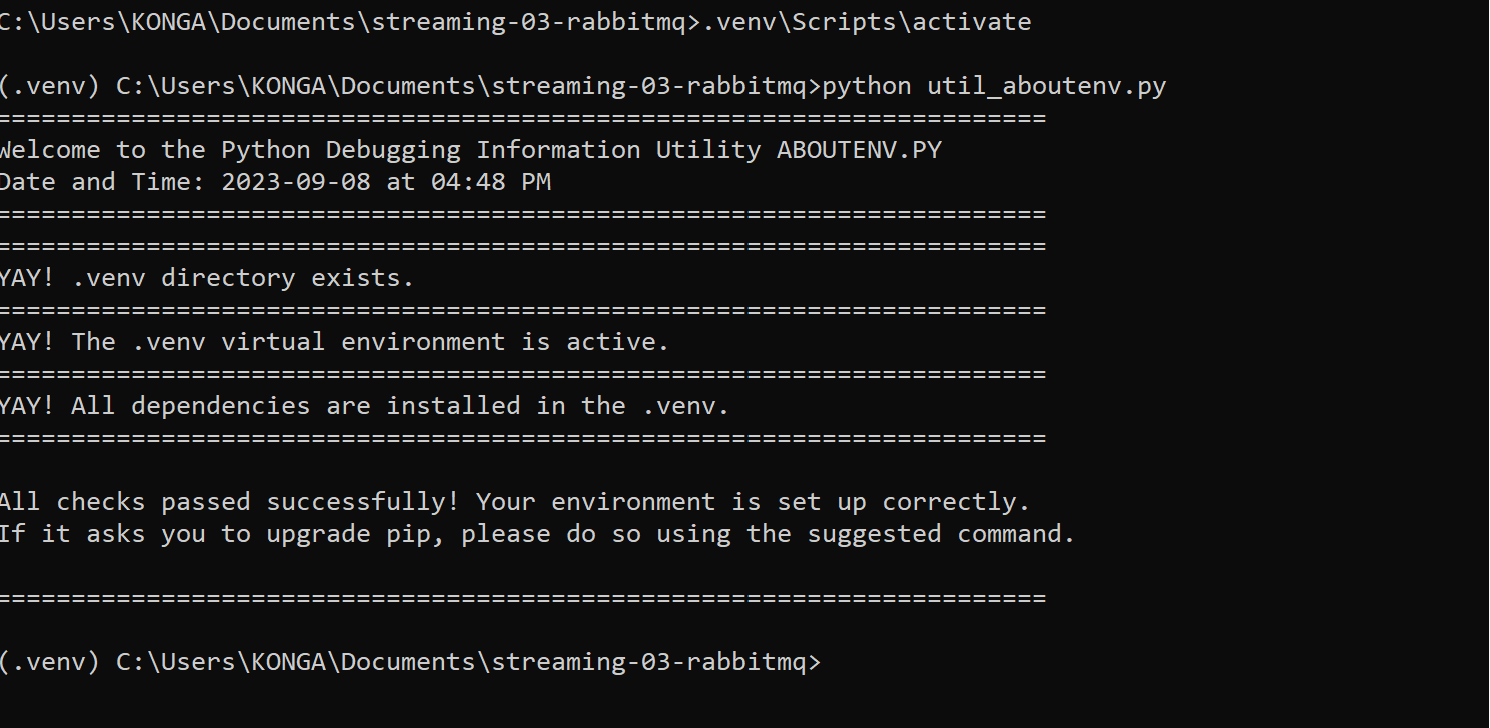 C:\Users\KONGA\Documents\streaming-03-rabbitmq>.venv\Scripts\activate
(.venv) C:\Users\KONGA\Documents\streaming-03-rabbitmq>python util_aboutenv.py
======================================================================
Welcome to the Python Debugging Information Utility ABOUTENV.PY
Date and Time: 2023-09-08 at 04:48 PM
======================================================================
======================================================================
YAY! .venv directory exists.
======================================================================
YAY! The .venv virtual environment is active.
======================================================================
YAY! All dependencies are installed in the .venv.
======================================================================
All checks passed successfully! Your environment is set up correctly.
If it asks you to upgrade pip, please do so using the suggested command.
======================================================================
(.venv) C:\Users\KONGA\Documents\streaming-03-rabbitmq>